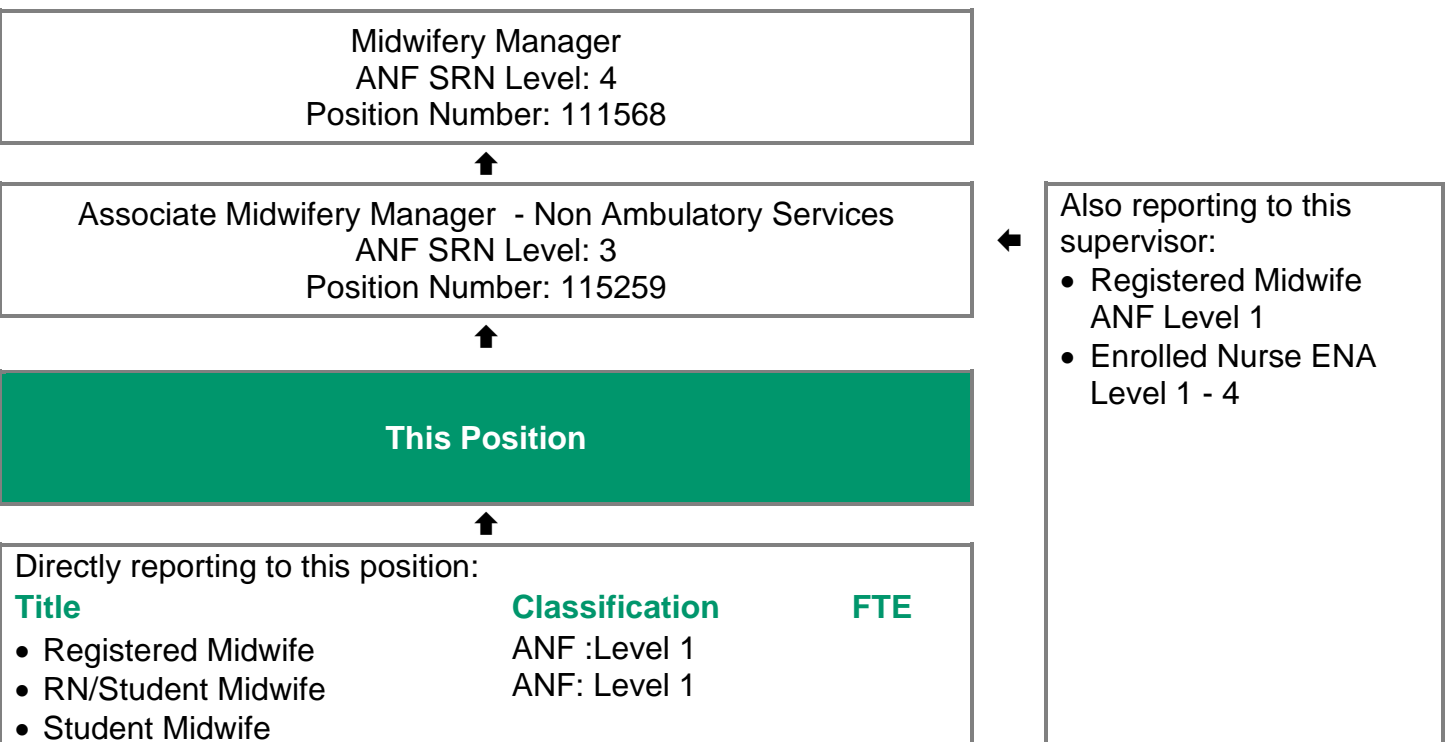 Midwifery Manager
ANF SRN Level: 4
Position Number: 111568
Associate Midwifery Manager  - Non Ambulatory Services
ANF SRN Level: 3
Position Number: 115259
Also reporting to this
supervisor:
• Registered Midwife
ANF Level 1
• Enrolled Nurse ENA
Level 1 - 4
This Position
Directly reporting to this position:
Title Classification FTE
• Registered Midwife ANF :Level 1
• RN/Student Midwife ANF: Level 1
• Student Midwife